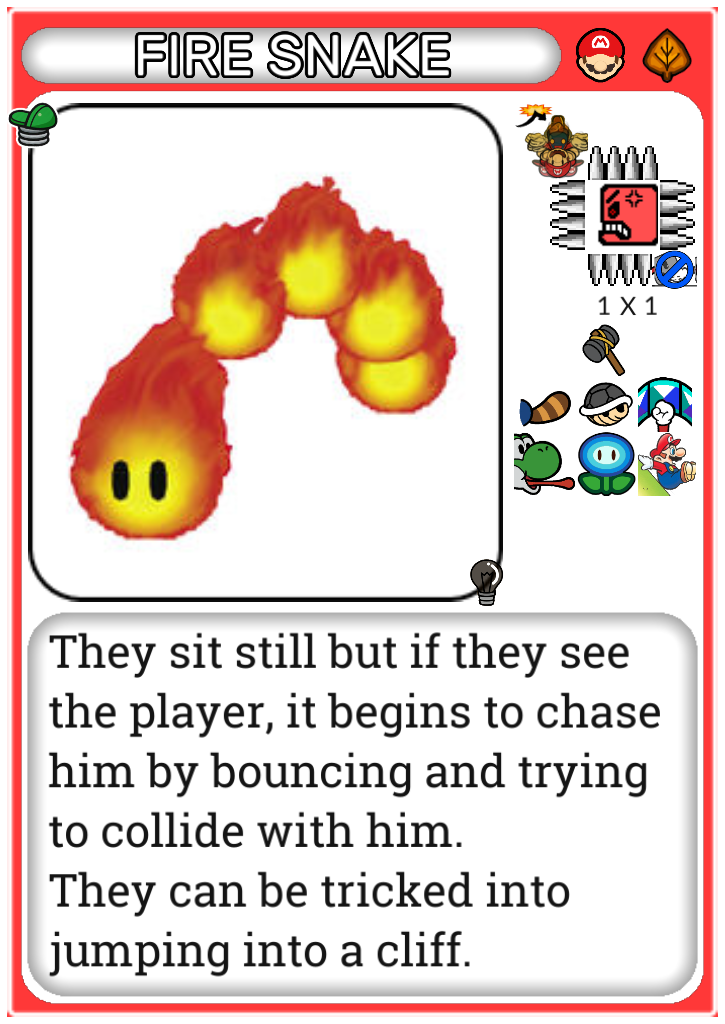 FIRE SNAKE
1 X 1
They sit still but if they see
the player, it begins to chase
him by bouncing and trying
to collide with him.
They can be tricked into
jumping into a cliff.